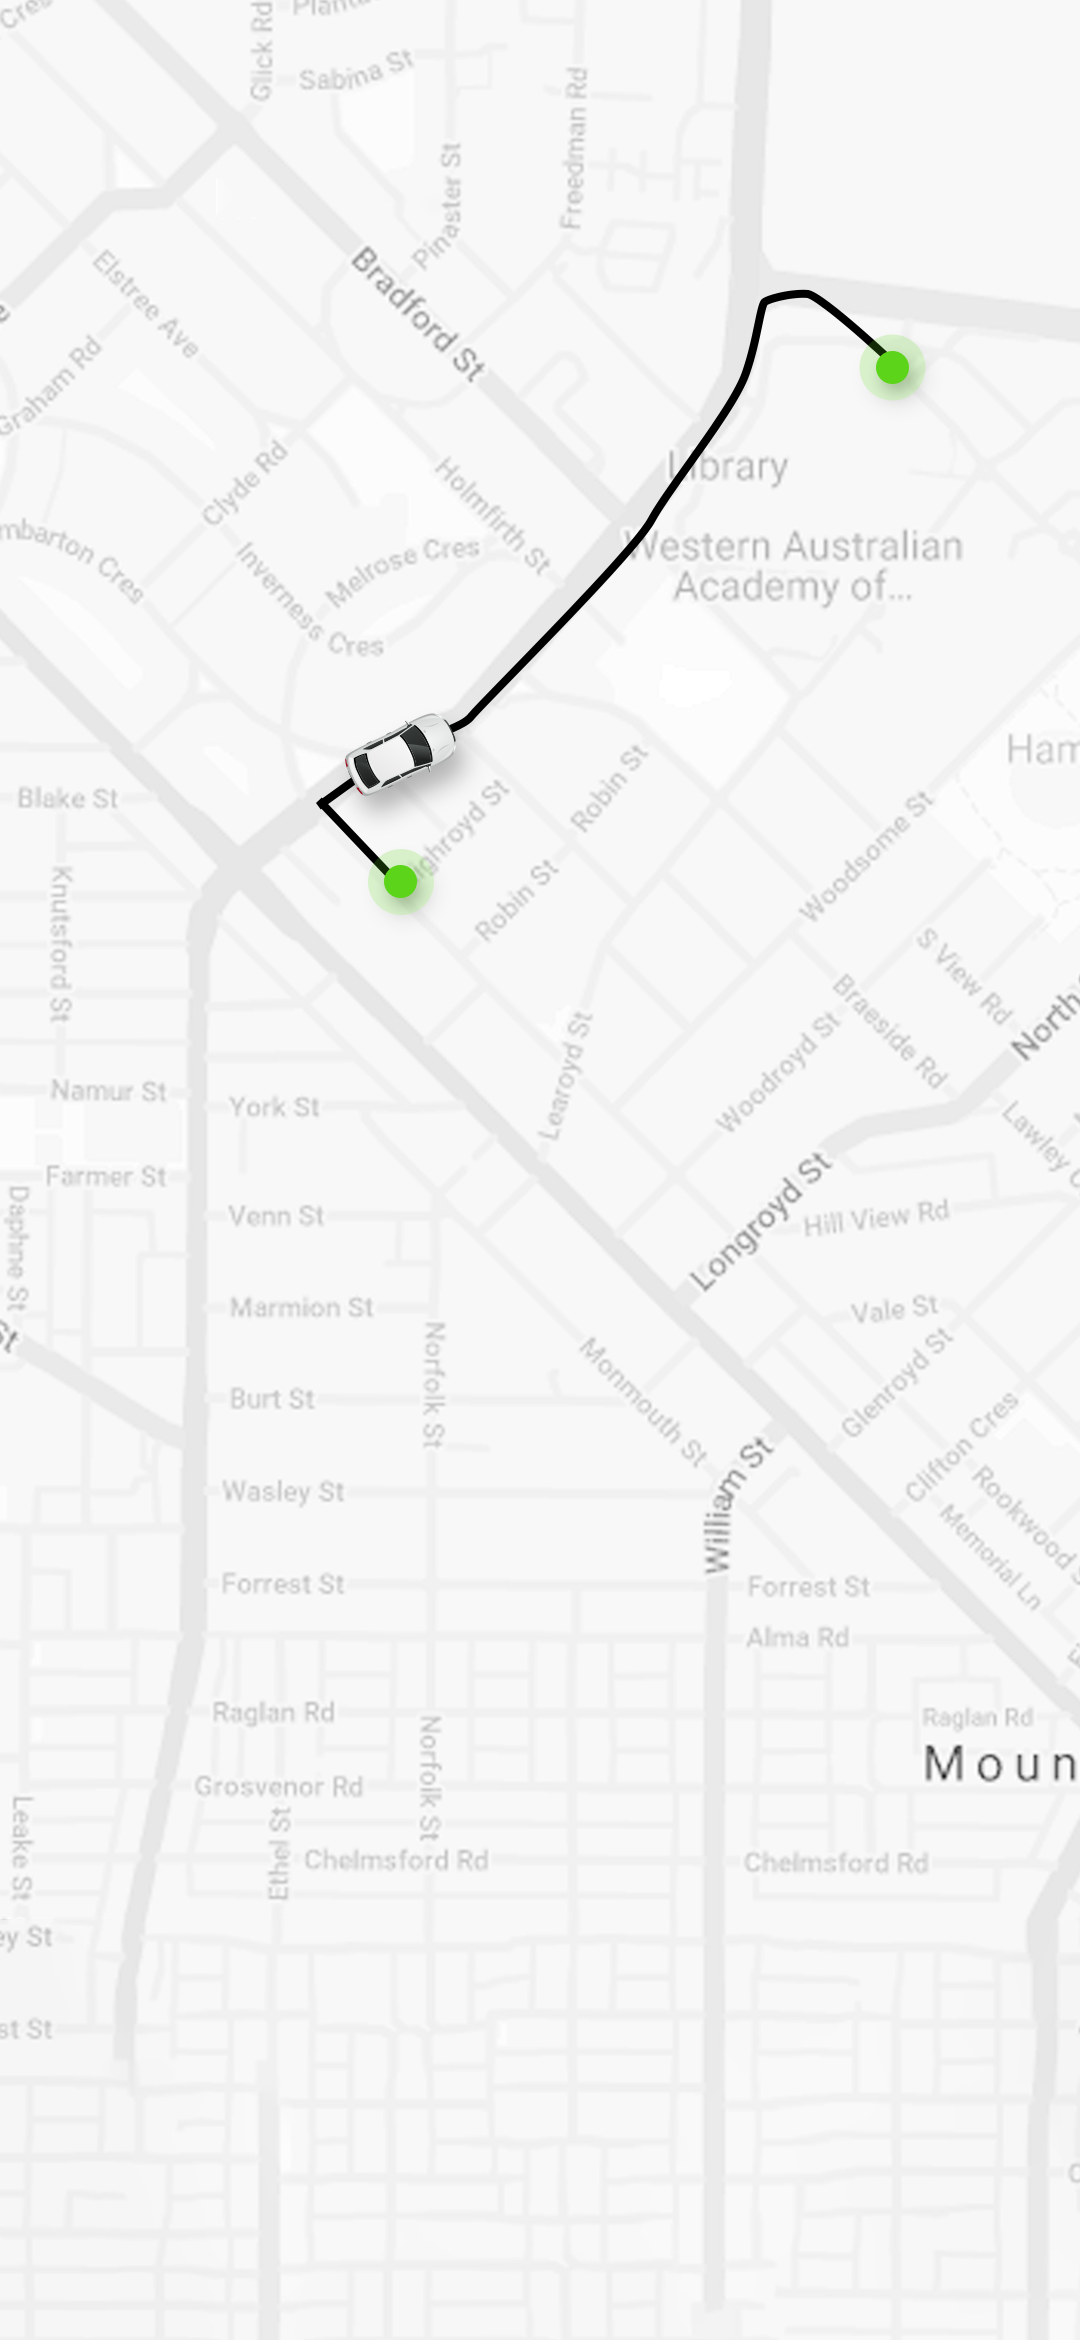 Glick Rd
Sabina St
Freedman Rd
Pinaster St
Bradford St
Elstree Ave
Graham Rd
Clyde Rd
Holmfirth St
Library
Western Australian
Academy of...
Melrose Cres
Inverness Cres
Robin St
Blake St
Robin St
Woodsome St
Knutsford St
S View Rd
Braeside Rd
Learoyd St
Woodroyd St
Namur St
York St
Farmer St
Longroyd St
Hill View Rd
Venn St
Daphne St
Marmion St
Vale St
Norfolk St
Monmouth St
Glenroyd St
Burt St
Clifton Cres
William St
Wasley St
Rookwood S
Memorial Ln
Forrest St
Forrest St
Alma Rd
Raglan Rd
Raglan Rd
Moun
Norfolk St
Grosvenor Rd
Leake St
Ethel St
Chelmsford Rd
Chelmsford Rd
ey St
st St